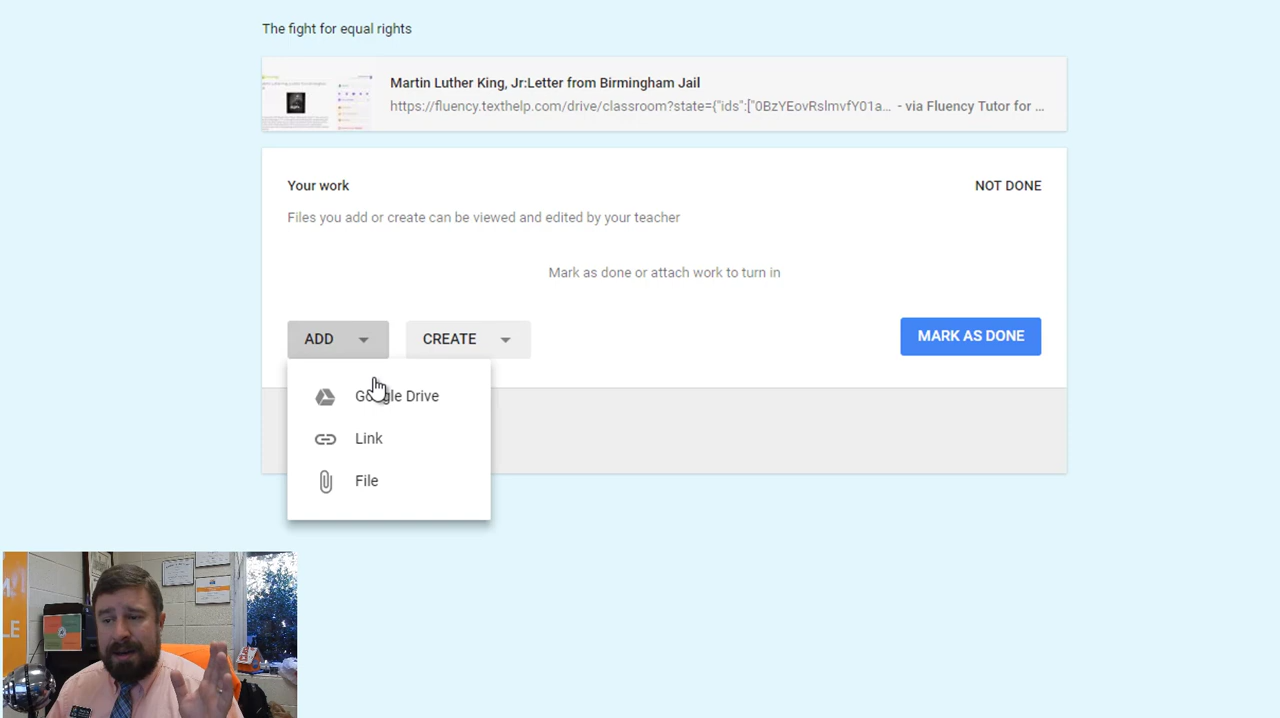 The fight for equal rights
Martin Luther King, Jr:Letter from Birmingham Jail
https://fluency.texthelp.com/drive/classroom?state={"ids":["0BzYEovRslmvfY01a... - via Fluency Tutor for ...
Your work NOT DONE
Files you add or create can be viewed and edited by your teacher
Mark as done or attach work to turn in
ADD CREATE MARK AS DONE
Google Drive
Link
File
LE